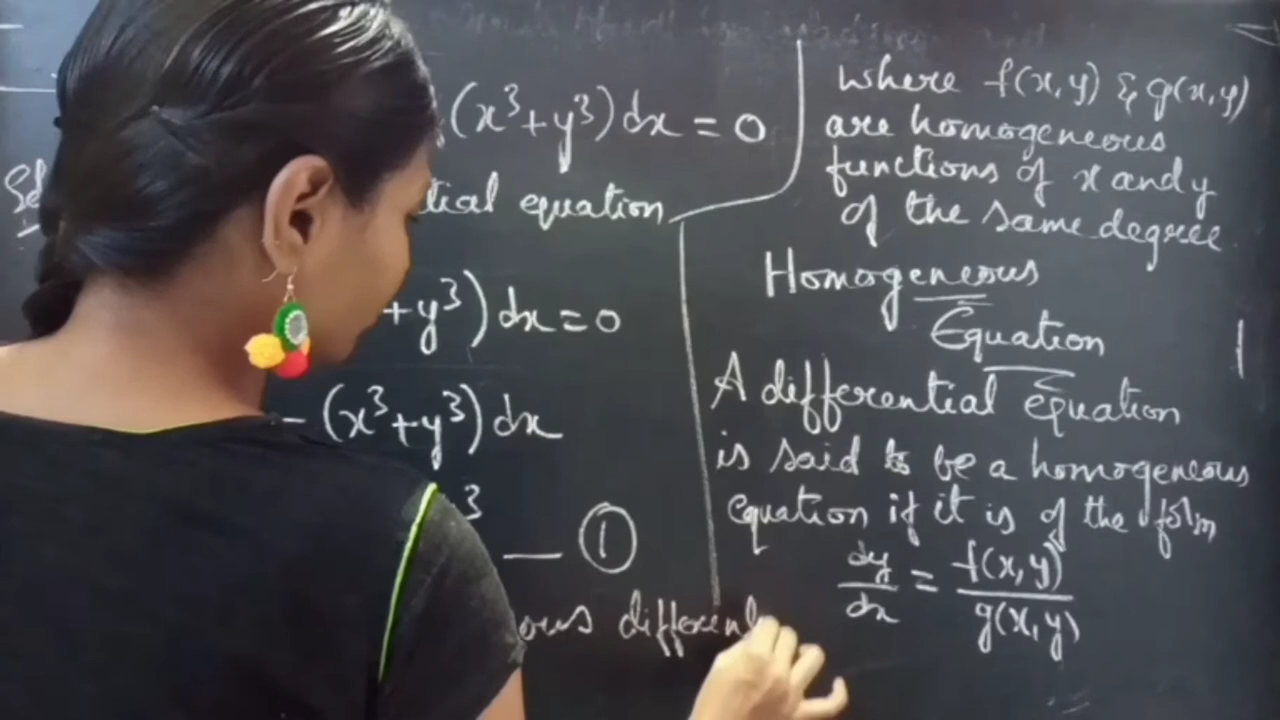 (x³+y³)dx = 0
tial equation
+y³)dx = 0
- (x³+y³)dx
3
— ①
ous different
where f(x,y) & g(x,y)
are homogeneous
functions of x and y
of the same degree
Homogeneous
Equation
A differential equation
is said to be a homogeneous
equation if it is of the form
dy/dx = f(x,y)/g(x,y)